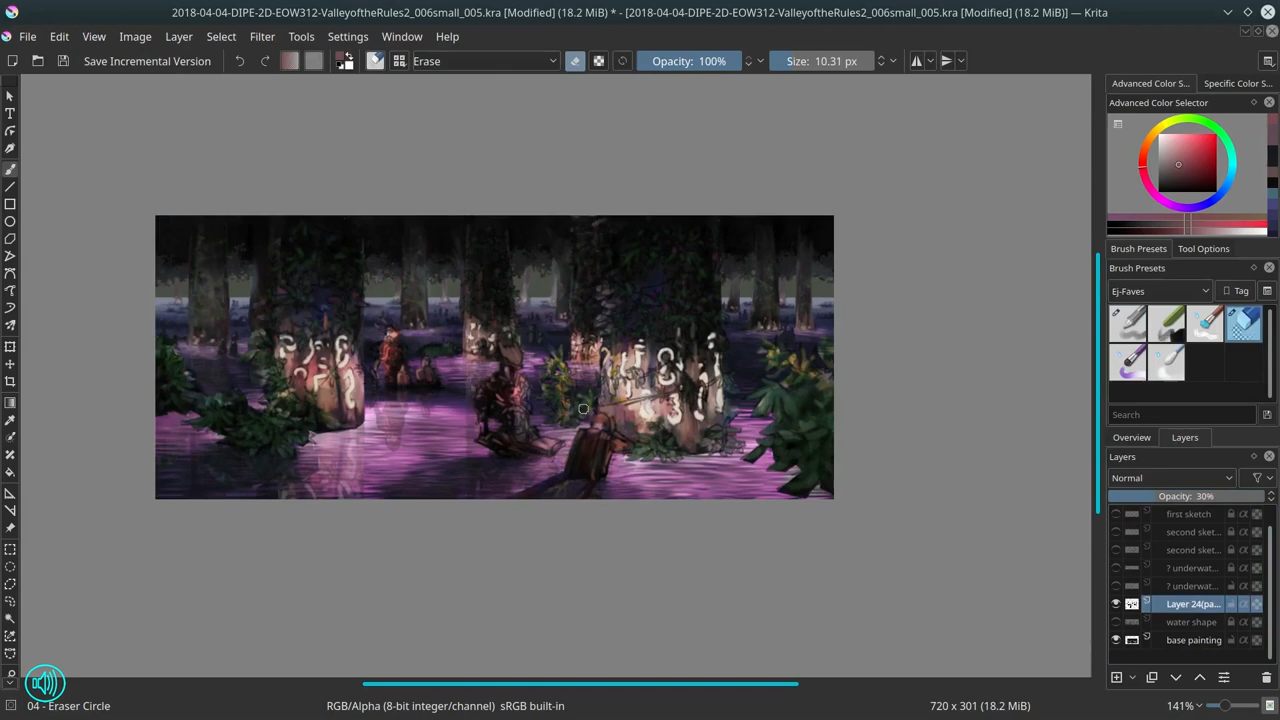 2018-04-04-DIPE-2D-EOW312-ValleyoftheRules2_006small_005.kra [Modified] (18.2 MiB) * - [2018-04-04-DIPE-2D-EOW312-ValleyoftheRules2_006small_005.kra [Modified] (18.2 MiB)] — Krita
File Edit View Image Layer Select Filter Tools Settings Window Help
Save Incremental Version Erase Opacity: 100% Size: 10.31 px
Advanced Color S... Specific Color S...
Advanced Color Selector
Brush Presets Tool Options
Brush Presets
Ej-Faves Tag
Search
Overview Layers
Layers
Normal
Opacity: 30%
first sketch
second sket...
second sket...
? underwat...
? underwat...
Layer 24(pa...
water shape
base painting
04 - Eraser Circle RGB/Alpha (8-bit integer/channel) sRGB built-in 720 x 301 (18.2 MiB) 141%